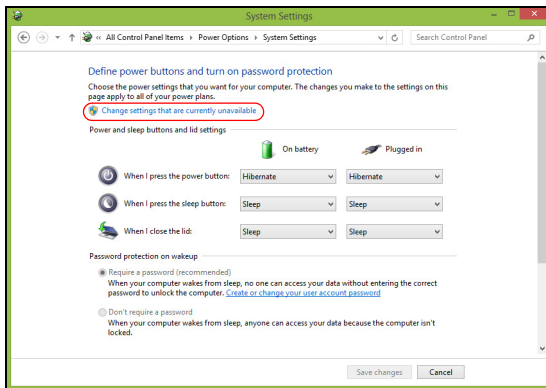 System Settings
« All Control Panel Items › Power Options › System Settings
Search Control Panel
Define power buttons and turn on password protection
Choose the power settings that you want for your computer. The changes you make to the settings on this
page apply to all of your power plans.
Change settings that are currently unavailable
Power and sleep buttons and lid settings
On battery Plugged in
When I press the power button: Hibernate Hibernate
When I press the sleep button: Sleep Sleep
When I close the lid: Sleep Sleep
Password protection on wakeup
Require a password (recommended)
When your computer wakes from sleep, no one can access your data without entering the correct
password to unlock the computer. Create or change your user account password
Don't require a password
When your computer wakes from sleep, anyone can access your data because the computer isn't
locked.
Save changes Cancel